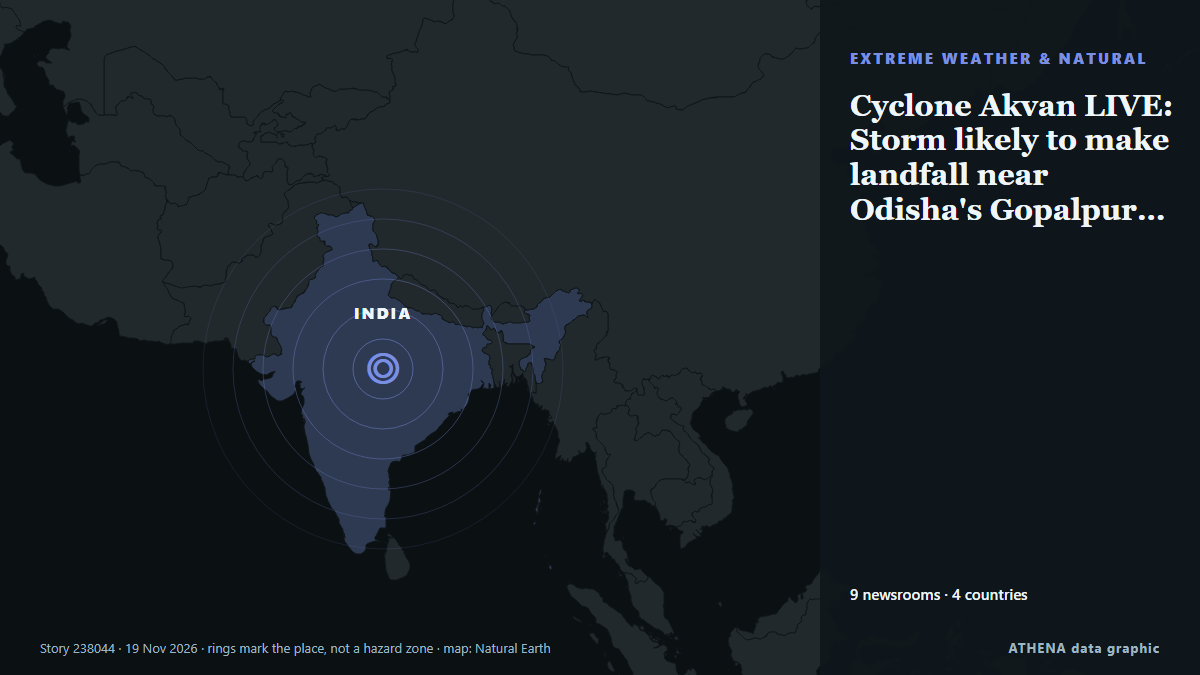 EXTREME WEATHER & NATURAL
Cyclone Akvan LIVE:
Storm likely to make
landfall near
Odisha's Gopalpur...
INDIA
9 newsrooms · 4 countries
Story 238044 · 19 Nov 2026 · rings mark the place, not a hazard zone · map: Natural Earth
ATHENA data graphic